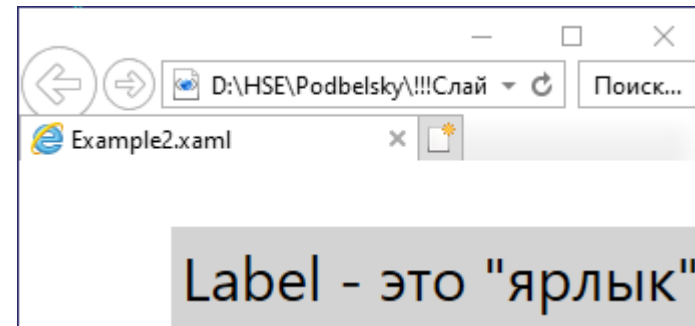 D:\HSE\Podbelsky\!!!Слай
Поиск...
Example2.xaml
Label - это "ярлык"